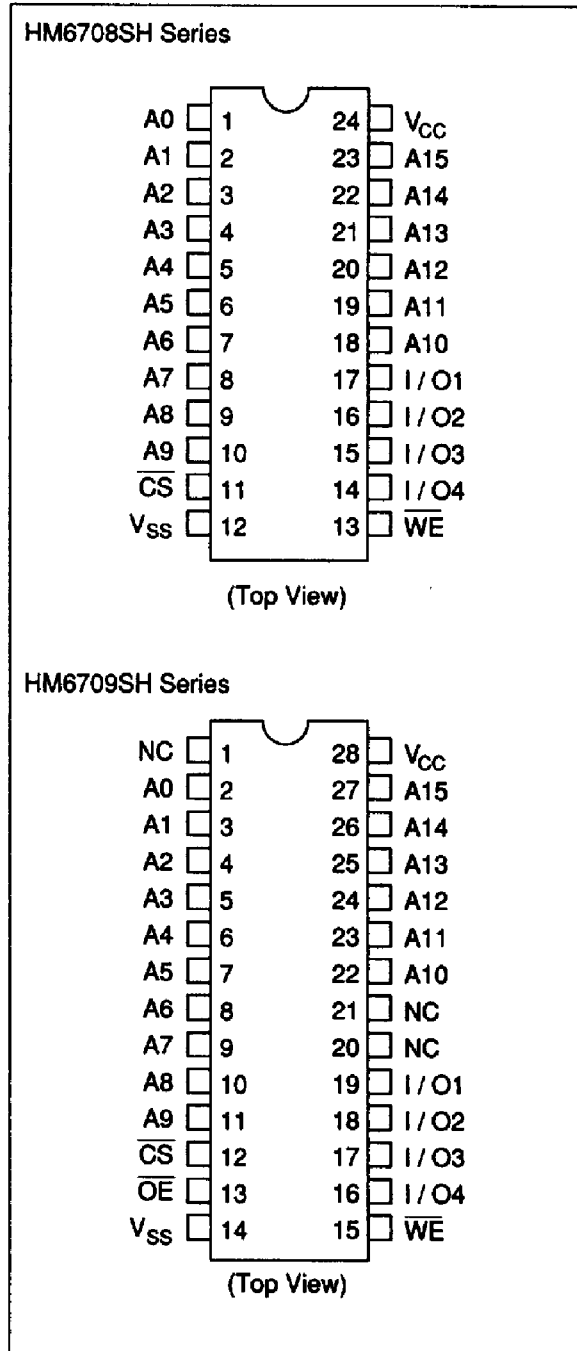 HM6708SH Series
A0 1 24 VCC
A1 2 23 A15
A2 3 22 A14
A3 4 21 A13
A4 5 20 A12
A5 6 19 A11
A6 7 18 A10
A7 8 17 I / O1
A8 9 16 I / O2
A9 10 15 I / O3
C̅S̅ 11 14 I / O4
VSS 12 13 W̅E̅
(Top View)
HM6709SH Series
NC 1 28 VCC
A0 2 27 A15
A1 3 26 A14
A2 4 25 A13
A3 5 24 A12
A4 6 23 A11
A5 7 22 A10
A6 8 21 NC
A7 9 20 NC
A8 10 19 I / O1
A9 11 18 I / O2
C̅S̅ 12 17 I / O3
O̅E̅ 13 16 I / O4
VSS 14 15 W̅E̅
(Top View)